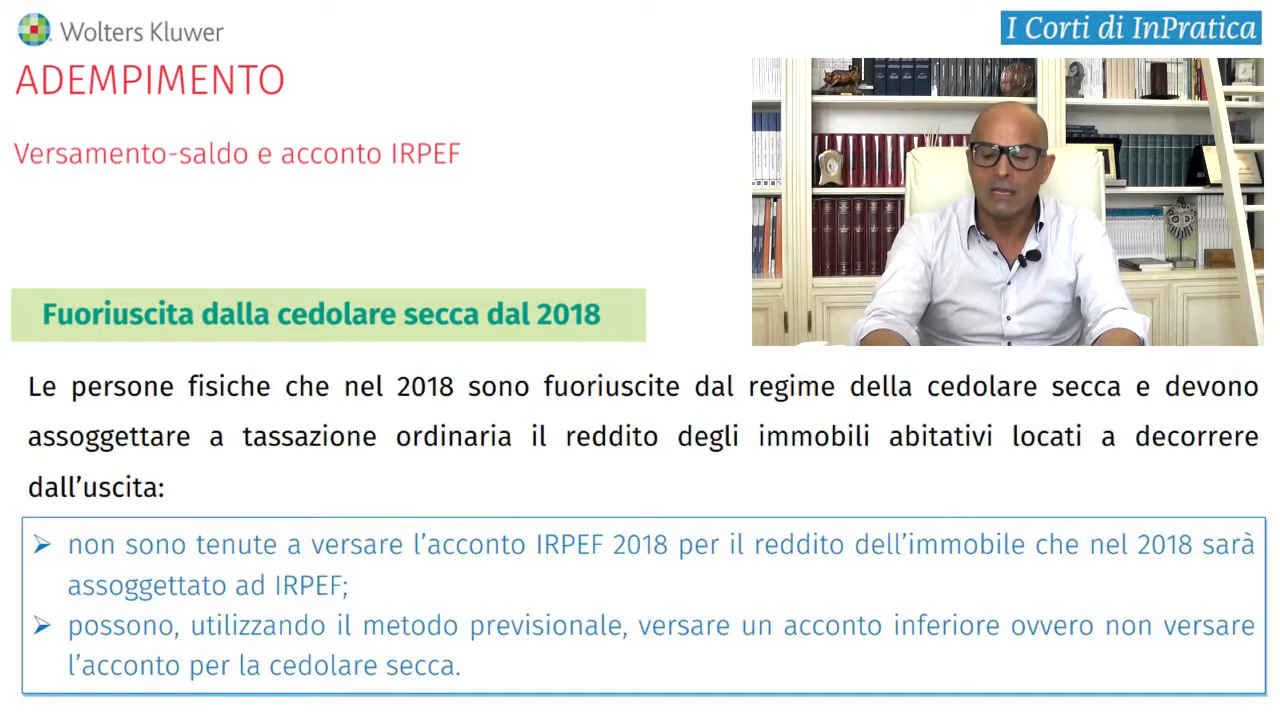 Wolters Kluwer
I Corti di InPratica
ADEMPIMENTO
Versamento-saldo e acconto IRPEF
Fuoriuscita dalla cedolare secca dal 2018
Le persone fisiche che nel 2018 sono fuoriuscite dal regime della cedolare secca e devono
assoggettare a tassazione ordinaria il reddito degli immobili abitativi locati a decorrere
dall’uscita:
➢ non sono tenute a versare l’acconto IRPEF 2018 per il reddito dell’immobile che nel 2018 sarà
assoggettato ad IRPEF;
➢ possono, utilizzando il metodo previsionale, versare un acconto inferiore ovvero non versare
l’acconto per la cedolare secca.